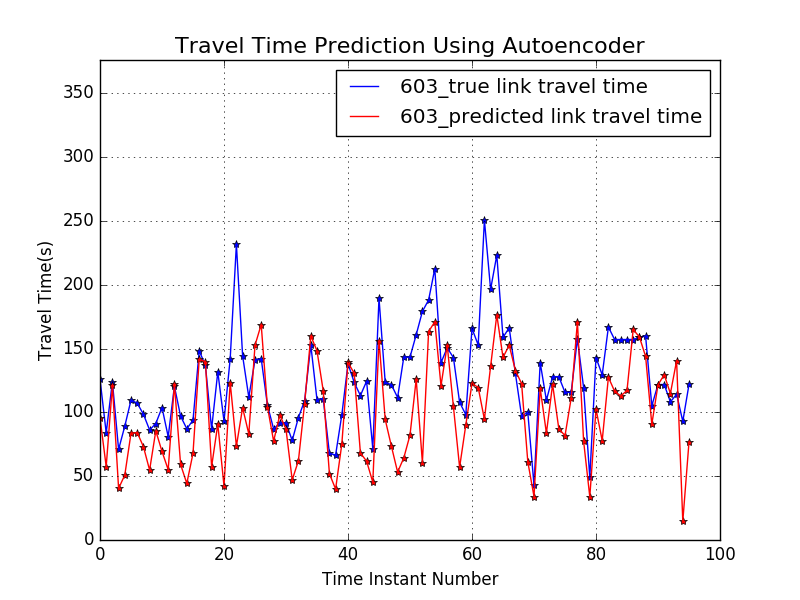 Travel Time Prediction Using Autoencoder
603_true link travel time
603_predicted link travel time
350
300
250
200
150
100
50
0
Travel Time(s)
0 20 40 60 80 100
Time Instant Number